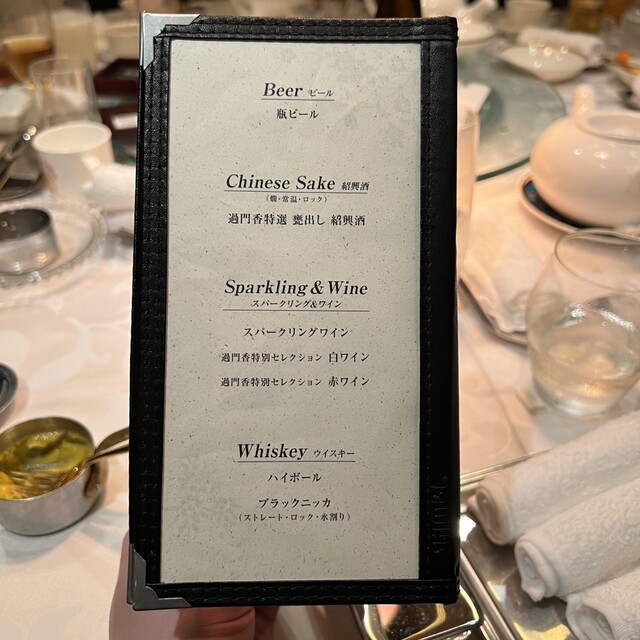 Beer ビール
瓶ビール
Chinese Sake 紹興酒
(燗・常温・ロック)
過門香特選 甕出し 紹興酒
Sparkling & Wine
スパークリング&ワイン
スパークリングワイン
過門香特別セレクション 白ワイン
過門香特別セレクション 赤ワイン
Whiskey ウイスキー
ハイボール
ブラックニッカ
(ストレート・ロック・水割り)